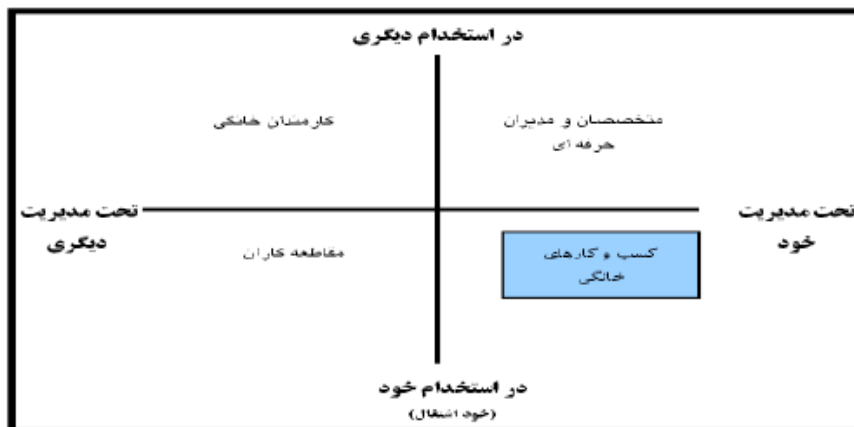 در استخدام دیگری
متخصصان و مدیران
حرفه ای
کارمندان خانگی
تحت مدیریت
خود
تحت مدیریت
دیگری
کسب و کارهای
خانگی
مقاطعه کاران
در استخدام خود
(خود اشتغال)